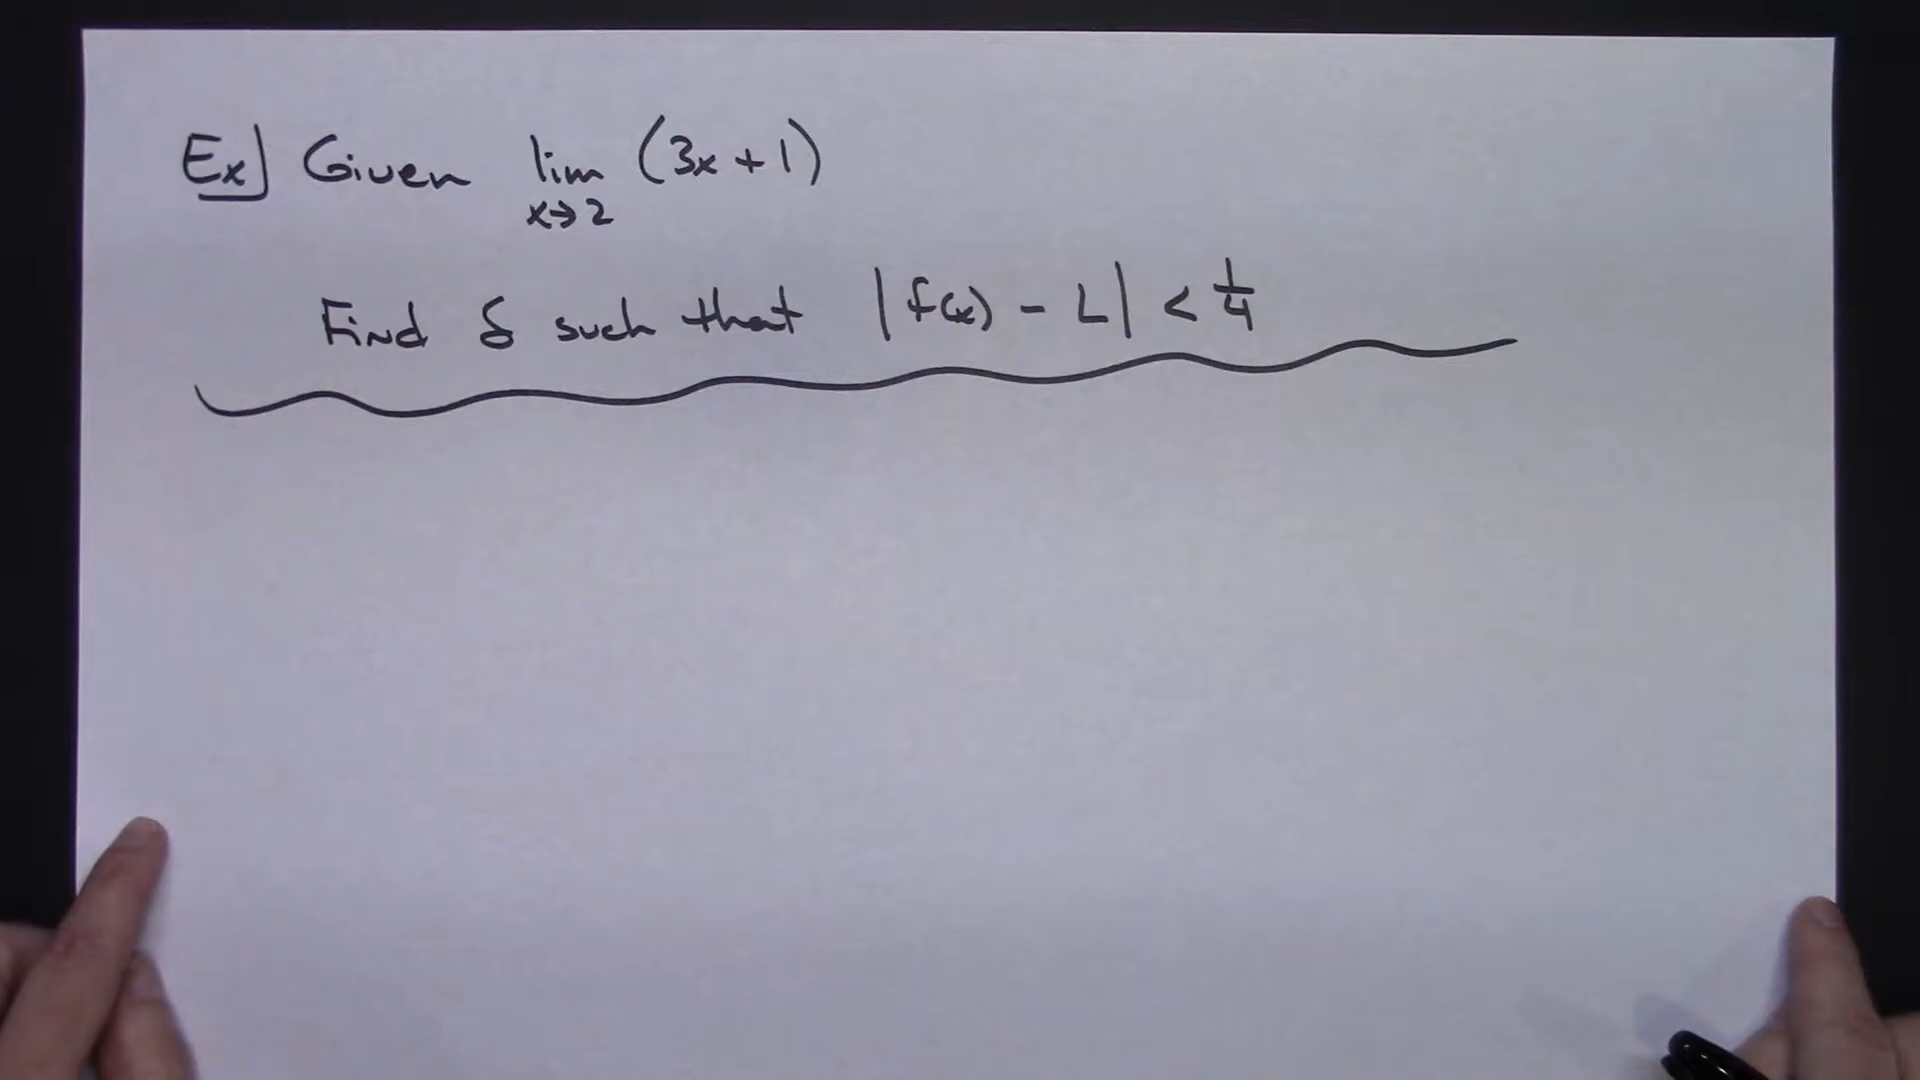 Ex] Given lim (3x + 1)
x→2
Find δ such that |f(x) - L| < 1/4